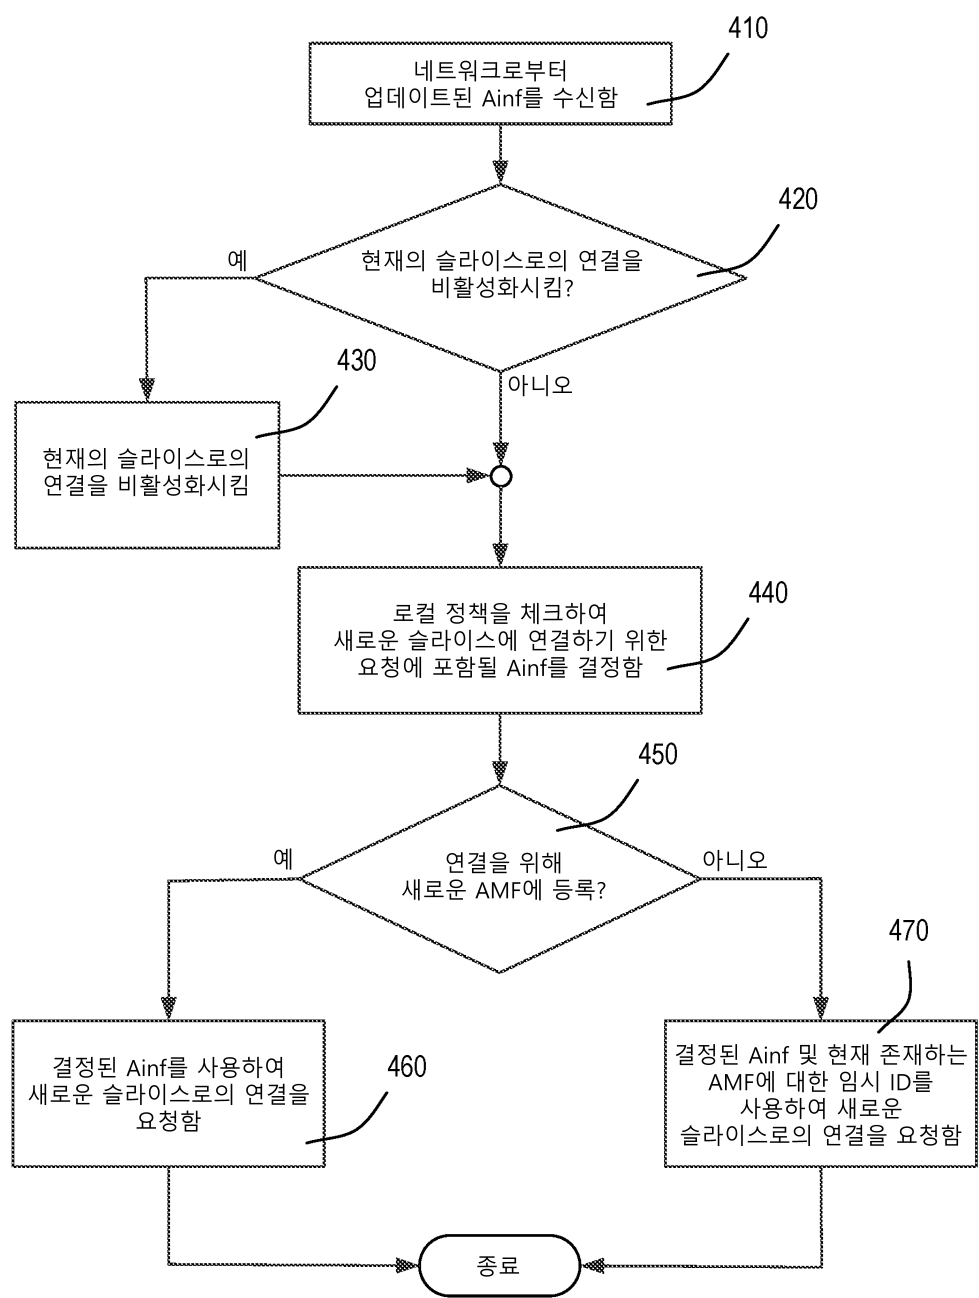 410
네트워크로부터
업데이트된 Ainf를 수신함
420
현재의 슬라이스로의 연결을
비활성화시킴?
예
아니오
430
현재의 슬라이스로의
연결을 비활성화시킴
440
로컬 정책을 체크하여
새로운 슬라이스에 연결하기 위한
요청에 포함될 Ainf를 결정함
450
연결을 위해
새로운 AMF에 등록?
예
아니오
460
결정된 Ainf를 사용하여
새로운 슬라이스로의 연결을
요청함
470
결정된 Ainf 및 현재 존재하는
AMF에 대한 임시 ID를
사용하여 새로운
슬라이스로의 연결을 요청함
종료